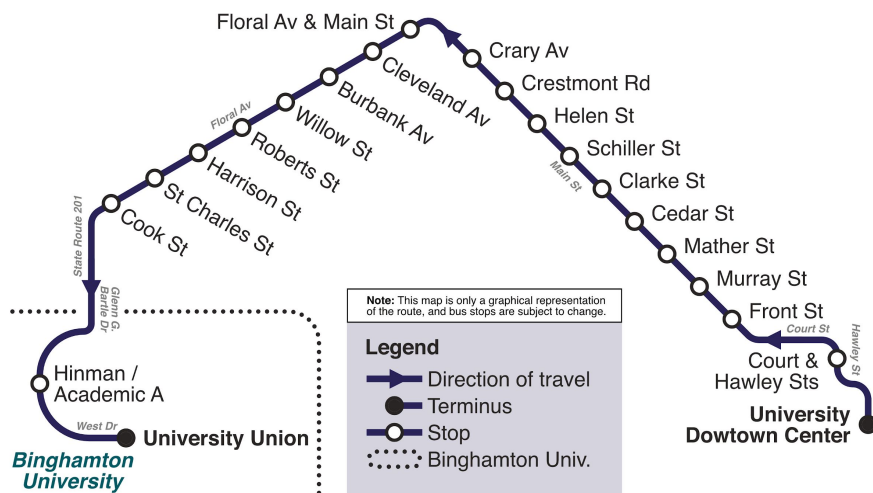 Floral Av & Main St
Crary Av
Crestmont Rd
Helen St
Schiller St
Clarke St
Cedar St
Mather St
Murray St
Front St
Main St
Cleveland Av
Burbank Av
Willow St
Roberts St
Harrison St
St Charles St
Cook St
Floral Av
State Route 201
Glenn G.
Bartle Dr
Hinman /
Academic A
West Dr
University Union
Binghamton
University
Court St
Hawley St
Court &
Hawley Sts
University
Dowtown Center
Note: This map is only a graphical representation
of the route, and bus stops are subject to change.
Legend
Direction of travel
Terminus
Stop
Binghamton Univ.